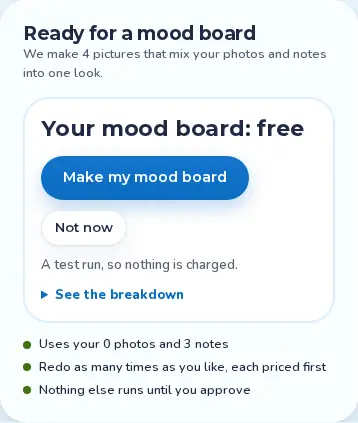 Ready for a mood board
We make 4 pictures that mix your photos and notes
into one look.
Your mood board: free
Make my mood board
Not now
A test run, so nothing is charged.
See the breakdown
Uses your 0 photos and 3 notes
Redo as many times as you like, each priced first
Nothing else runs until you approve